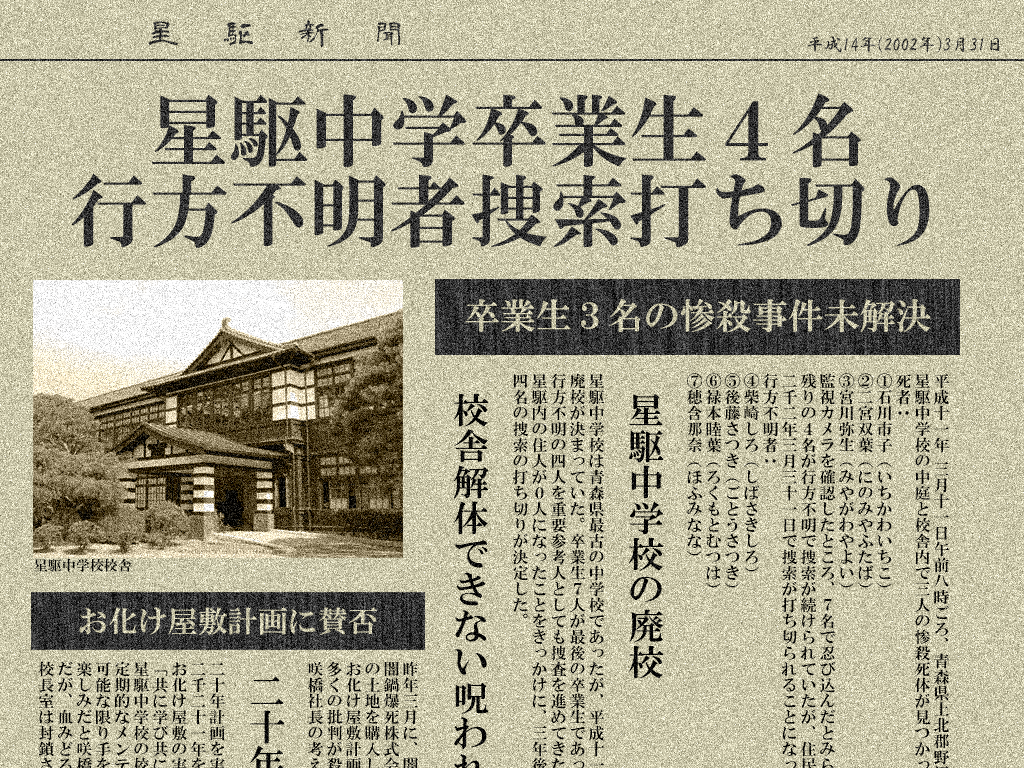 星駆新聞
平成14年(2002年)3月31日
星駆中学卒業生４名
行方不明者捜索打ち切り
卒業生３名の惨殺事件未解決
平成十一年三月十一日午前八時ごろ、青森県上北郡野
星駆中学校の中庭と校舎内で三人の惨殺死体が見つかっ
死者：
①石川市子（いちかわいちこ）
②二宮双葉（にのみやふたば）
③宮川弥生（みやがわやよい）
監視カメラを確認したところ、７名で忍び込んだとみら
残りの４名が行方不明で捜索が続けられていたが、住民
二千二年三月三十一日で捜索が打ち切られることになっ
行方不明者：
④柴崎しろ（しばさきしろ）
⑤後藤さつき（ごとうさつき）
⑥禄本睦葉（ろくもとむつは）
⑦穂含那奈（ほふみなな）
星駆中学校の廃校
星駆中学校は青森県最古の中学校であったが、平成十一
廃校が決まっていた。卒業生７人が最後の卒業生であっ
行方不明の四人を重要参考人としても捜査を進めてきた
星駆内の住人が０人になったことをきっかけに、三年後
四名の捜索の打ち切りが決定した。
校舎解体できない呪われ
星駆中学校校舎
お化け屋敷計画に賛否
昨年三月に、闇
闇鍋爆死株式会
の土地を購入し
お化け屋敷計画
多くの批判が殺
咲橋社長の考え
二十年
二十年計画を実
二千二十一年を
お化け屋敷の実
「共に学び共に
星駆中学校の校
定期的なメンテ
可能な限り手を
楽しみだと咲橋
だが、血みどろ
校長室は封鎖さ